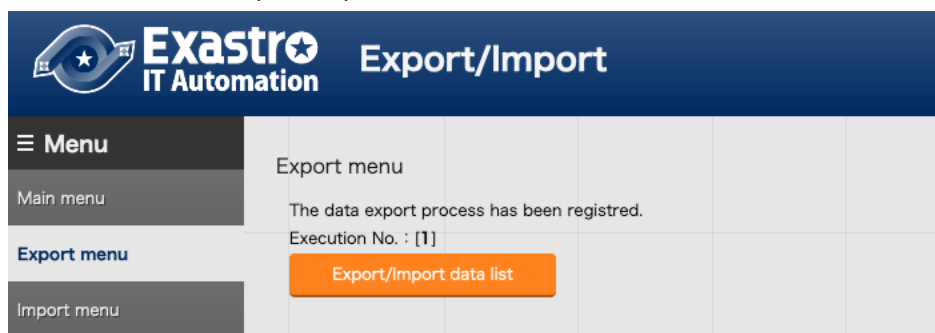 Exastro
IT Automation
Export/Import
☰ Menu
Main menu
Export menu
Import menu
Export menu
The data export process has been registred.
Execution No. : [1]
Export/Import data list